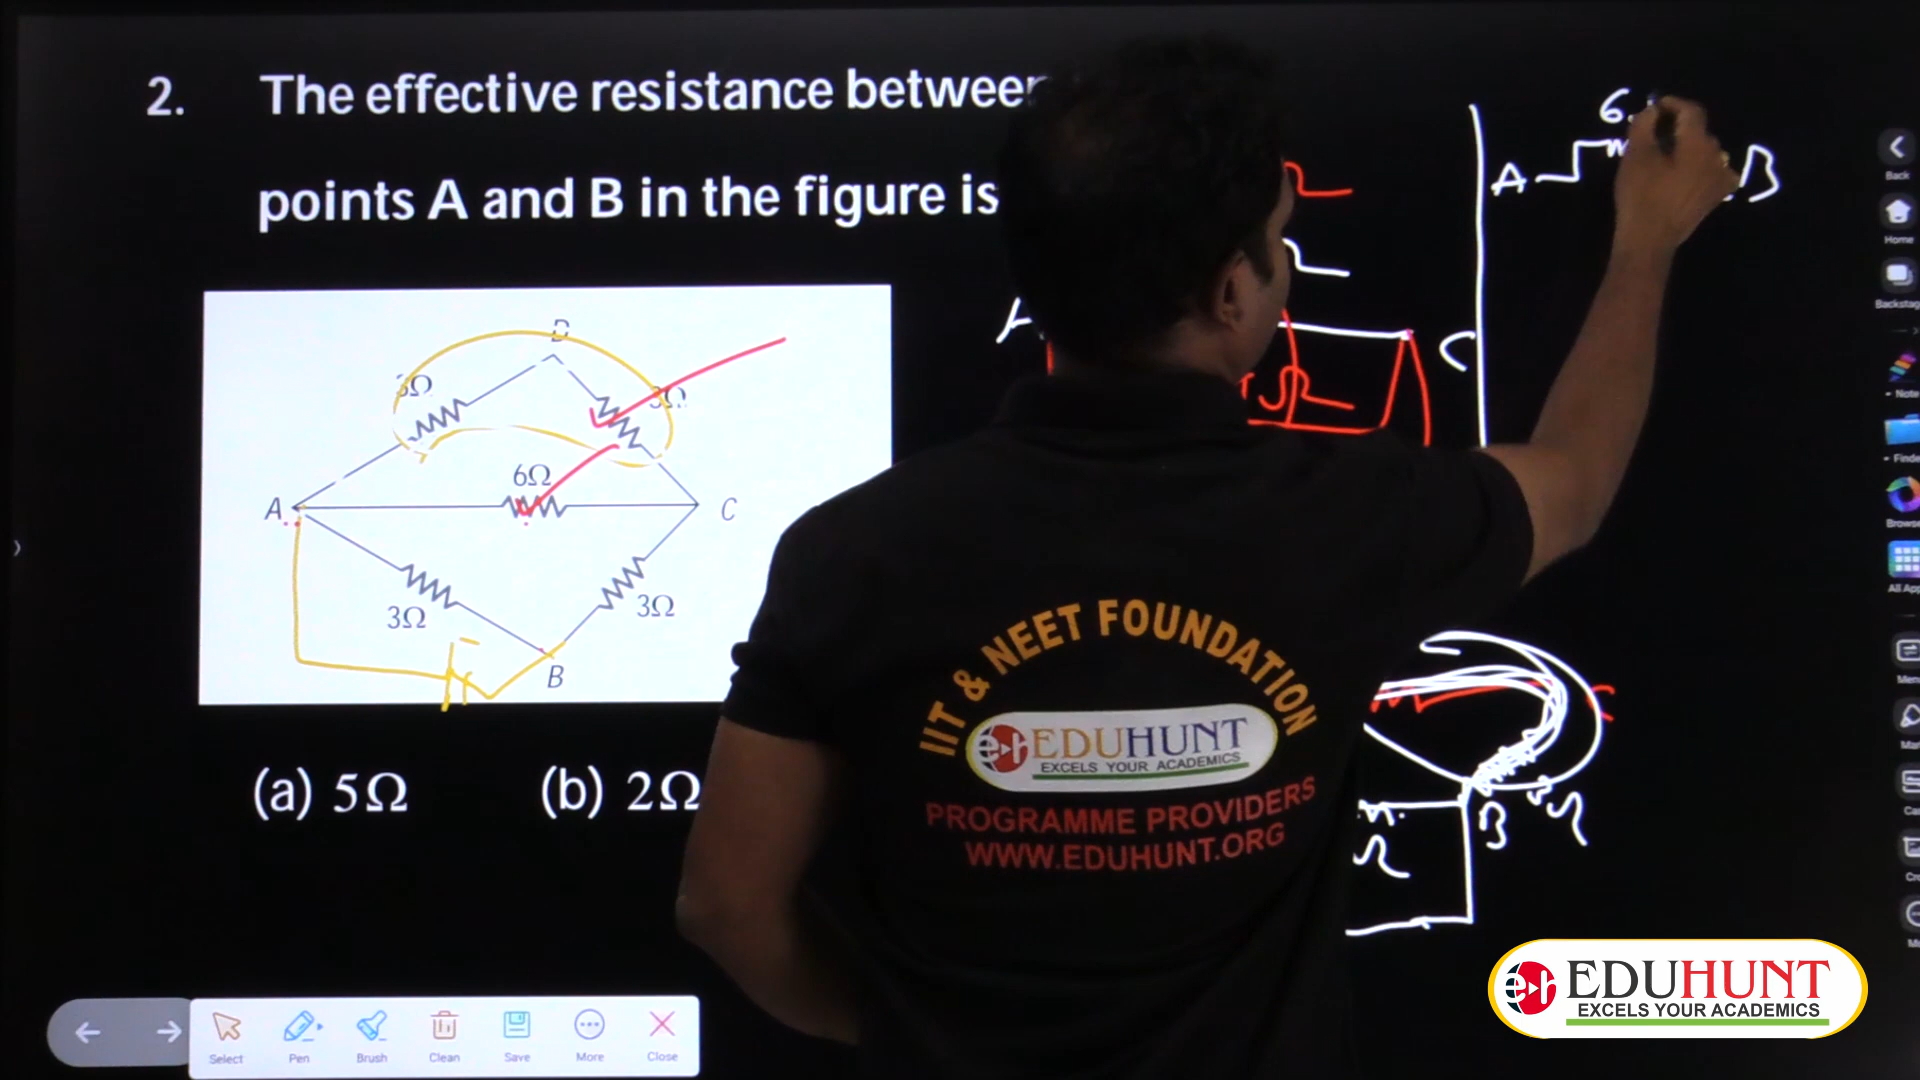 2. The effective resistance between
points A and B in the figure is
D
3Ω
3Ω
6Ω
A
C
3Ω
3Ω
B
(a) 5Ω (b) 2Ω
A
C
A
6
B
B
IIT & NEET FOUNDATION
EDUHUNT
EXCELS YOUR ACADEMICS
PROGRAMME PROVIDERS
WWW.EDUHUNT.ORG
Back
Home
Select
Pen
Brush
Clean
Save
More
Close
EDUHUNT
EXCELS YOUR ACADEMICS